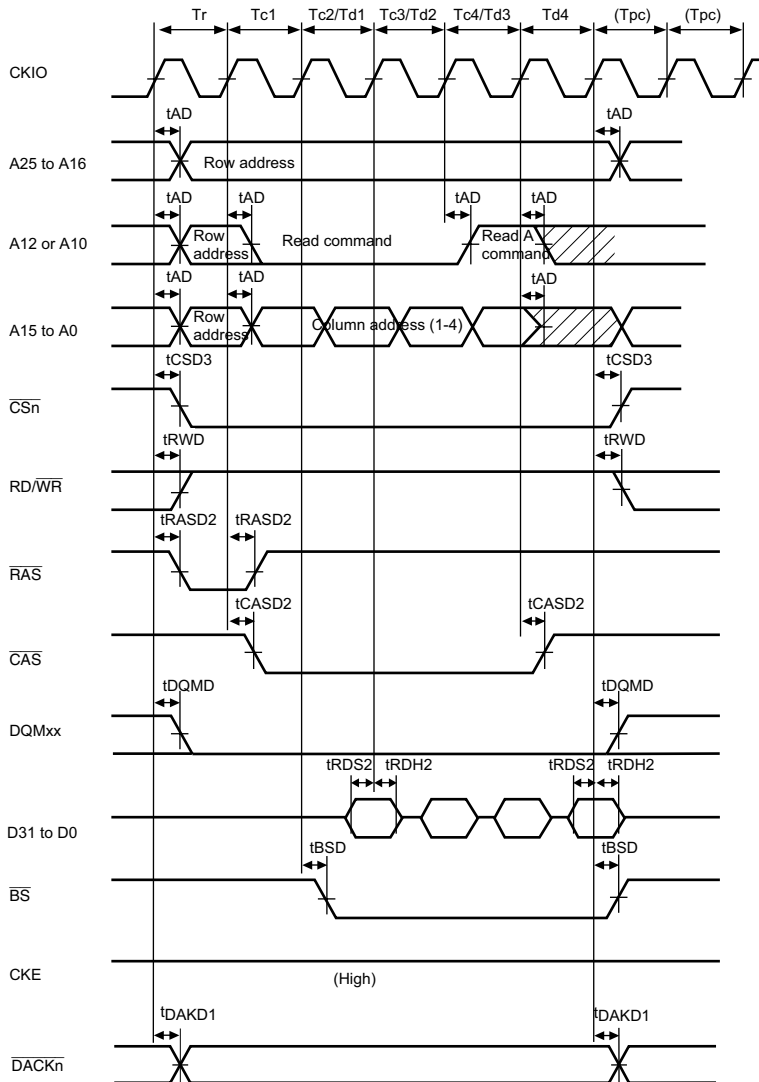 Tr Tc1 Tc2/Td1 Tc3/Td2 Tc4/Td3 Td4 (Tpc) (Tpc)
CKIO
tAD tAD
A25 to A16 Row address
tAD tAD tAD tAD
A12 or A10 Row address Read command Read A command
tAD tAD tAD
A15 to A0 Row address Column address (1-4)
tCSD3 tCSD3
CSn
tRWD tRWD
RD/WR
tRASD2 tRASD2
RAS
tCASD2 tCASD2
CAS
tDQMD tDQMD
DQMxx
tRDS2 tRDH2 tRDS2 tRDH2
D31 to D0
tBSD tBSD
BS
CKE (High)
tDAKD1 tDAKD1
DACKn